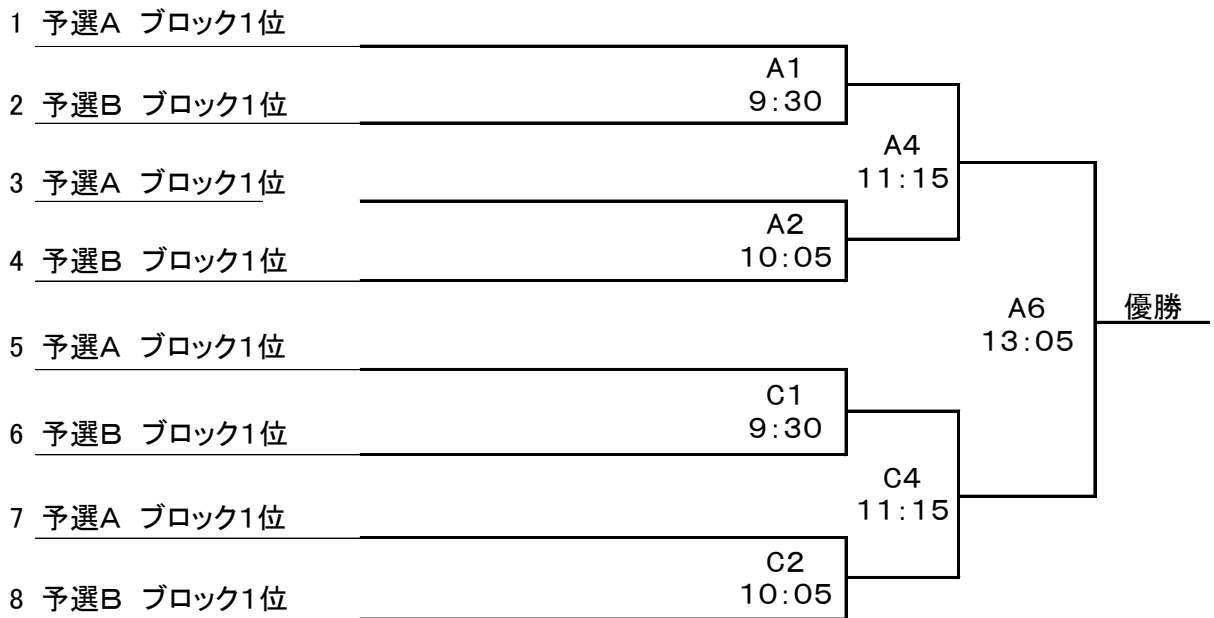 1 予選A ブロック1位
A1
9:30
2 予選B ブロック1位
A4
11:15
3 予選A ブロック1位
A2
10:05
4 予選B ブロック1位
A6
13:05
優勝
5 予選A ブロック1位
C1
9:30
6 予選B ブロック1位
C4
11:15
7 予選A ブロック1位
C2
10:05
8 予選B ブロック1位